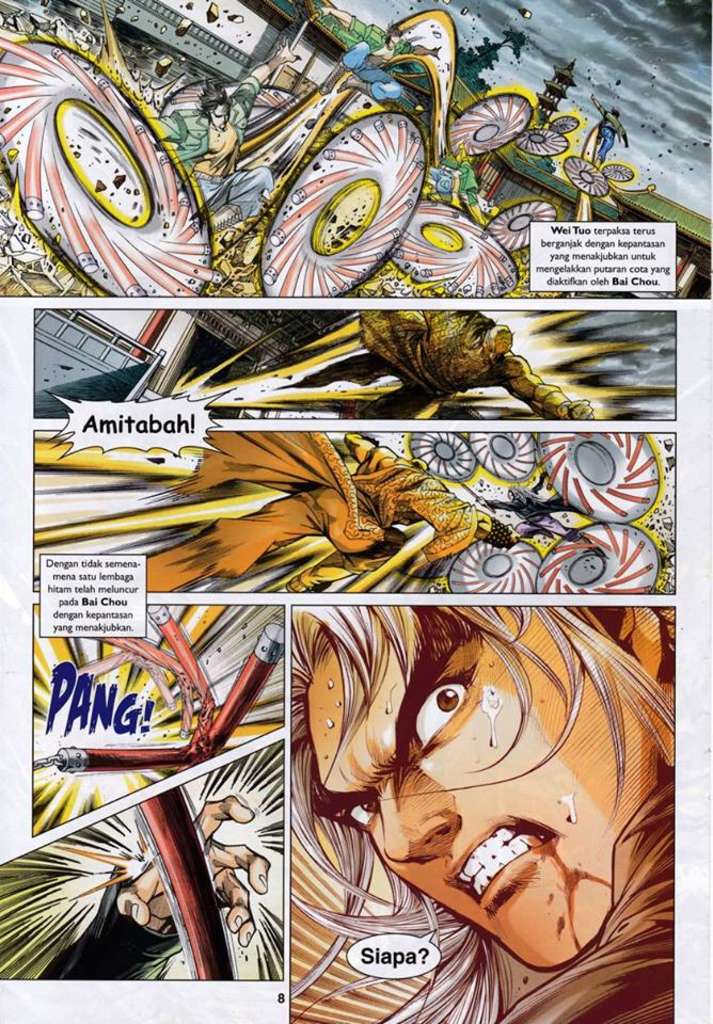 Wei Tuo terpaksa terus
berganjak dengan kepantasan
yang menakjubkan untuk
mengelakkan putaran cota yang
diaktifkan oleh Bai Chou.
Amitabah!
Dengan tidak semena-
mena satu lembaga
hitam telah meluncur
pada Bai Chou
dengan kepantasan
yang menakjubkan.
PANG!
Siapa?
8